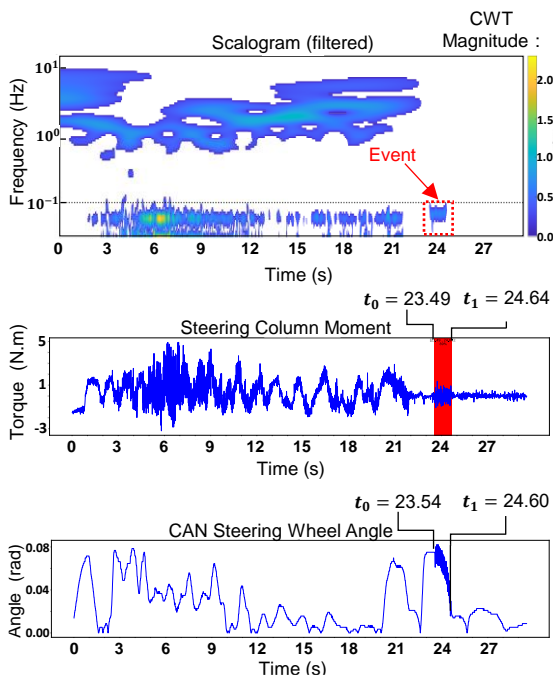 CWT
Magnitude :
Scalogram (filtered)
Frequency (Hz)
10¹
10⁰
10⁻¹
Event
2.0
1.5
1.0
0.5
0.0
0 3 6 9 12 15 18 21 24 27
Time (s)
t₀ = 23.49 t₁ = 24.64
Steering Column Moment
Torque (N.m)
5
1
-3
0 3 6 9 12 15 18 21 24 27
Time (s)
t₀ = 23.54 t₁ = 24.60
CAN Steering Wheel Angle
Angle (rad)
0.08
0.04
0.00
0 3 6 9 12 15 18 21 24 27
Time (s)